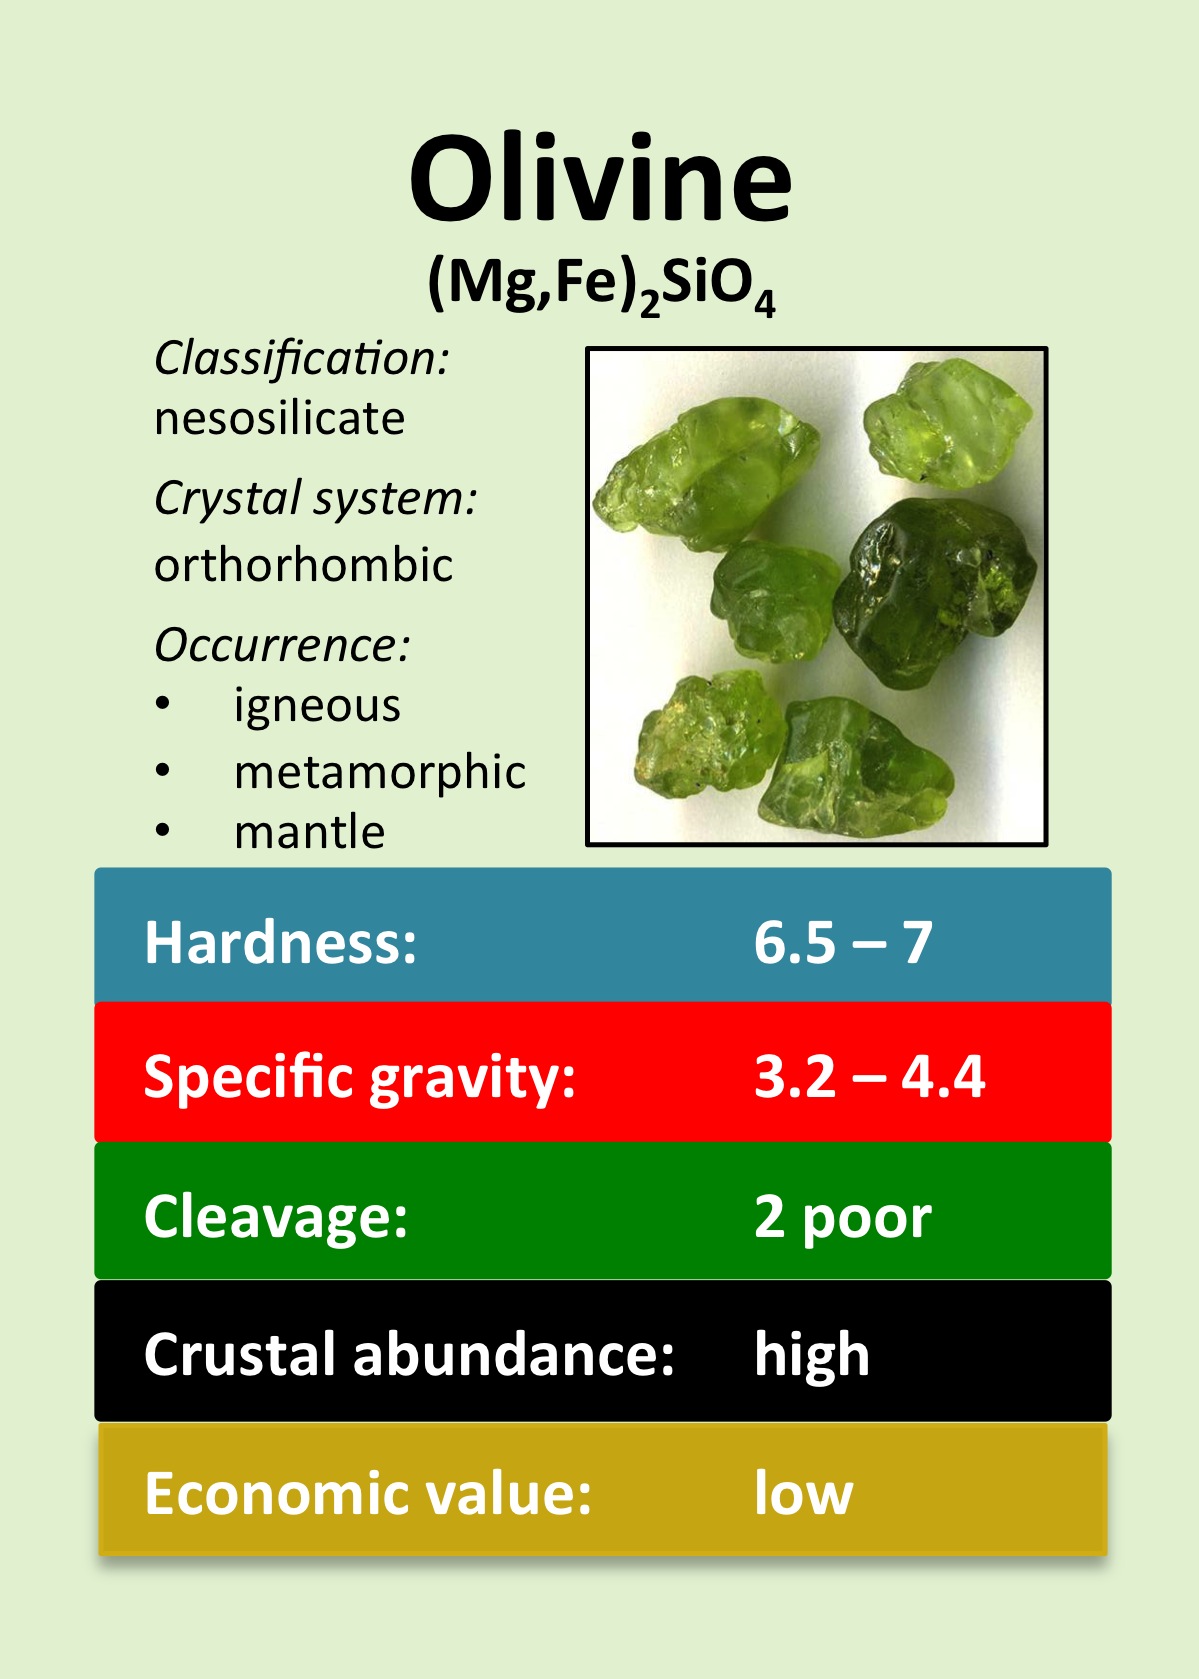 Olivine
(Mg,Fe)₂SiO₄
Classification:
nesosilicate
Crystal system:
orthorhombic
Occurrence:
• igneous
• metamorphic
• mantle
Hardness: 6.5 – 7
Specific gravity: 3.2 – 4.4
Cleavage: 2 poor
Crustal abundance: high
Economic value: low